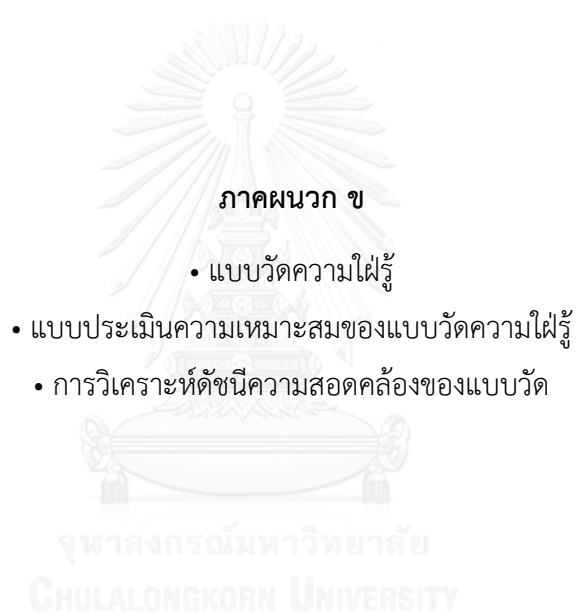 ภาคผนวก ข
• แบบวัดความใฝ่รู้
• แบบประเมินความเหมาะสมของแบบวัดความใฝ่รู้
• การวิเคราะห์ดัชนีความสอดคล้องของแบบวัด
จุฬาลงกรณ์มหาวิทยาลัย
CHULALONGKORN UNIVERSITY